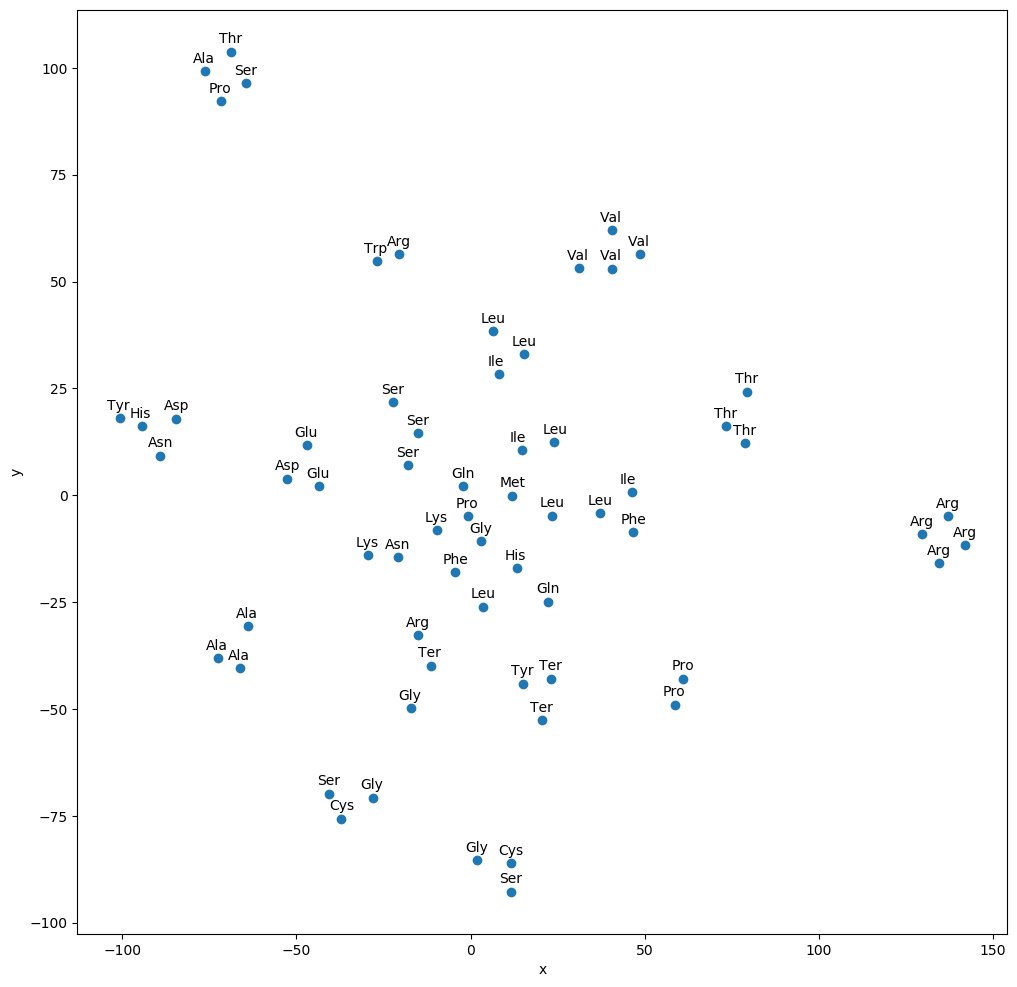 Thr
Ala
Ser
Pro
100
75
Val
Trp Arg Val
Val Val
50
Leu
Leu
Ile
Thr
25
Ser
Tyr His Asp
Ser
Thr
Glu
Leu
Thr
Asn
Ser
Ile
Asp Glu
Gln
Ile
Met
y
0
Pro
Leu
Leu
Arg
Lys
Phe
Arg
Gly
Arg
Lys Asn
Arg
Phe
His
Leu
Gln
−25
Ala
Arg
Ala Ala
Ter
Tyr Ter
Pro
Pro
Gly
Ter
−50
Ser
Gly
Cys
−75
Gly Cys
Ser
−100
−100 −50 0 50 100 150
x